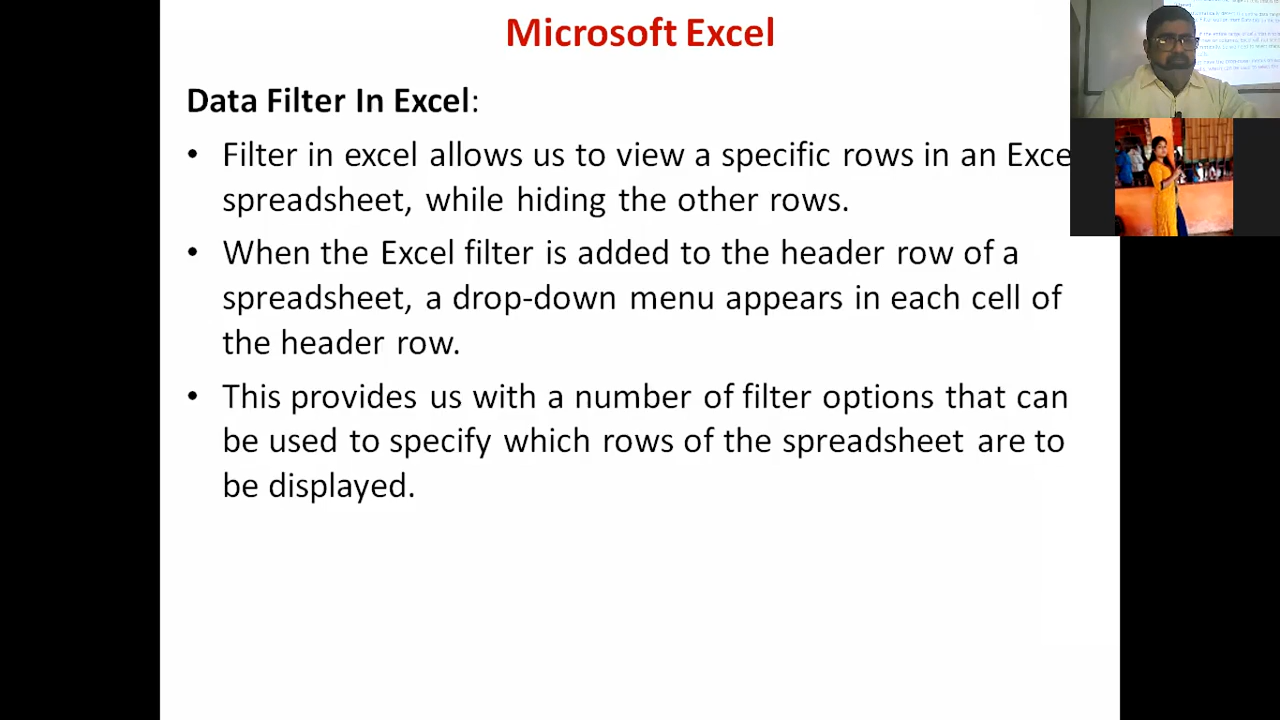 Microsoft Excel
Data Filter In Excel:
• Filter in excel allows us to view a specific rows in an Exce
spreadsheet, while hiding the other rows.
• When the Excel filter is added to the header row of a
spreadsheet, a drop-down menu appears in each cell of
the header row.
• This provides us with a number of filter options that can
be used to specify which rows of the spreadsheet are to
be displayed.